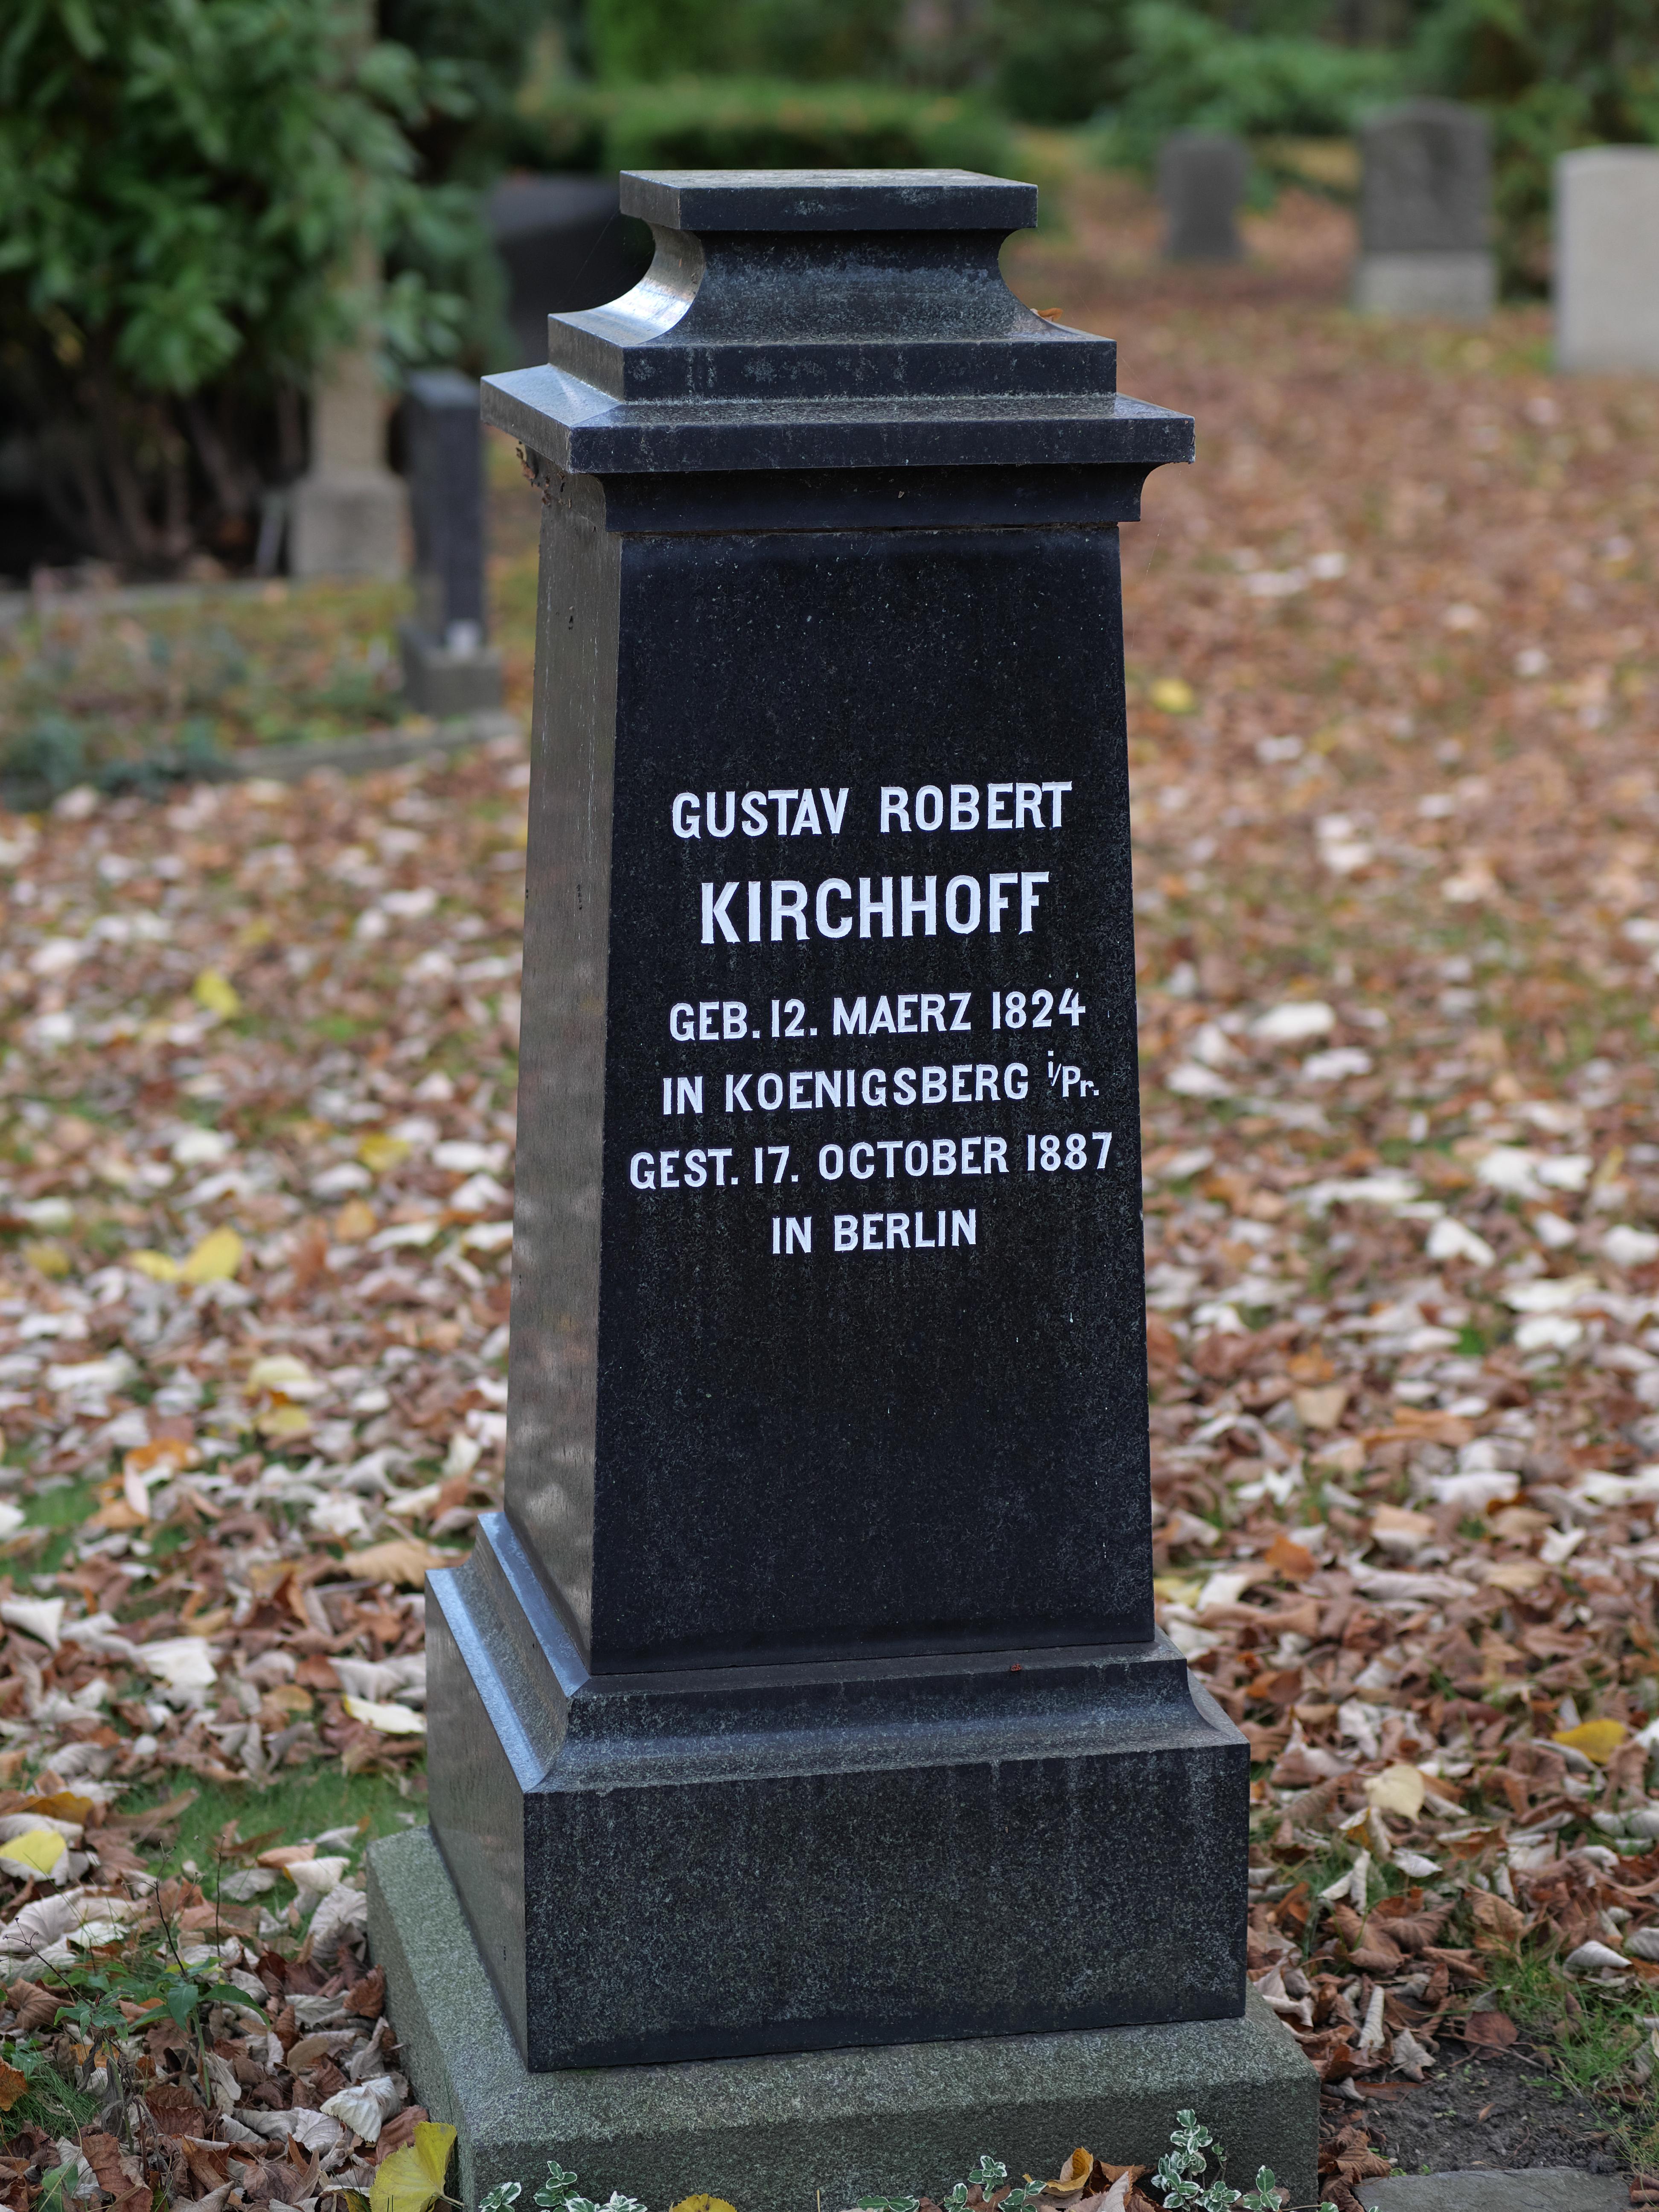 GUSTAV ROBERT
KIRCHHOFF
GEB. 12. MAERZ 1824
IN KOENIGSBERG i/Pr.
GEST. 17. OCTOBER 1887
IN BERLIN